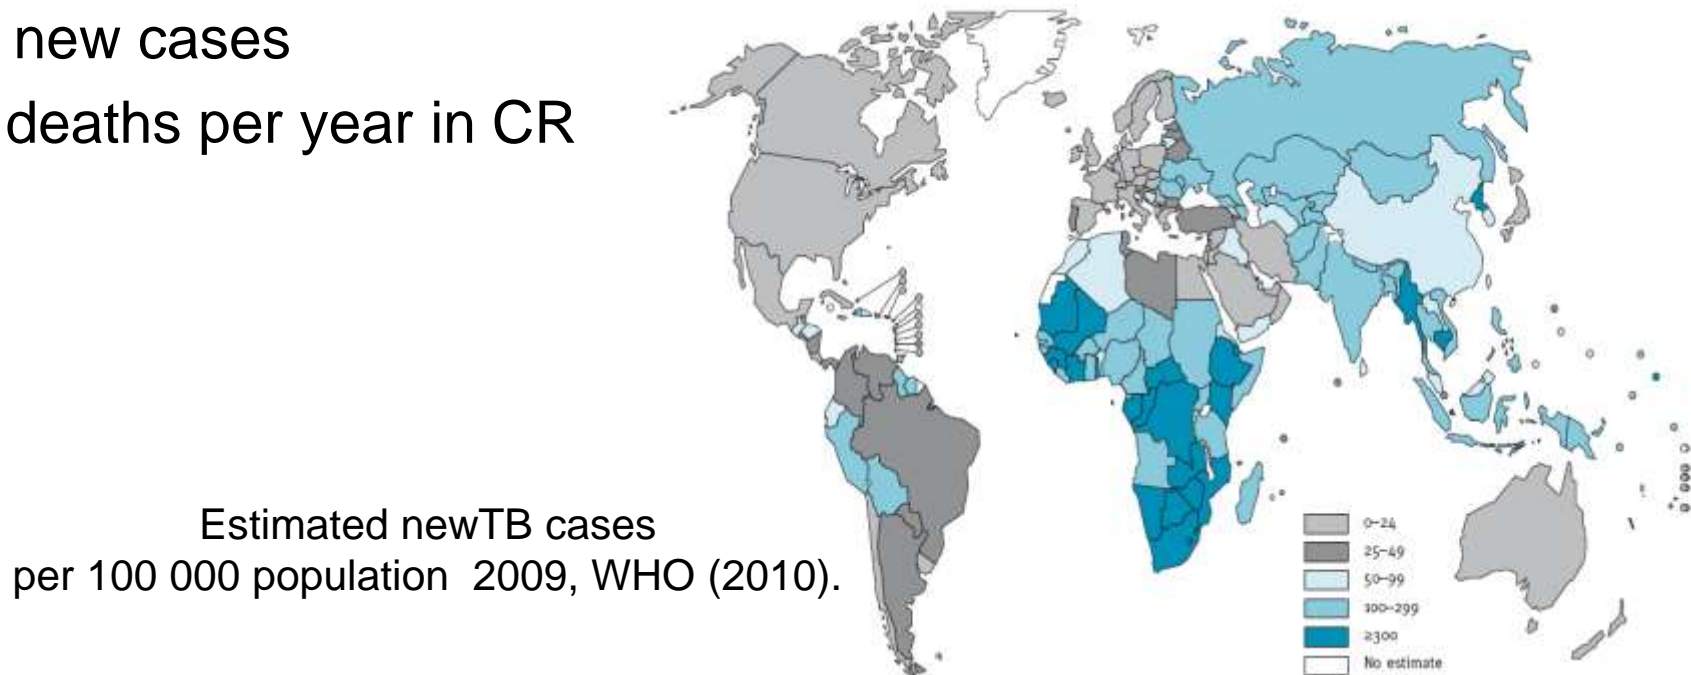 new cases
deaths per year in CR
Estimated newTB cases
per 100 000 population 2009, WHO (2010).
0–24
25–49
50–99
100–299
≥300
No estimate